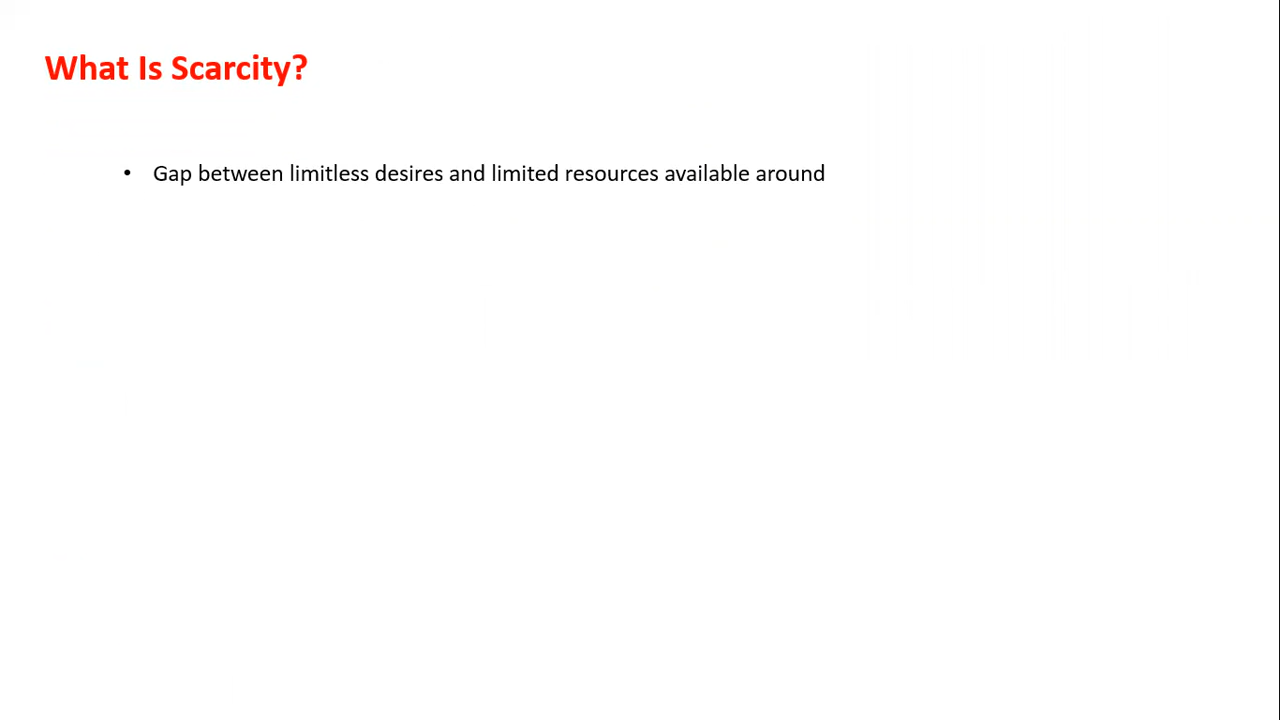 What Is Scarcity?
• Gap between limitless desires and limited resources available around